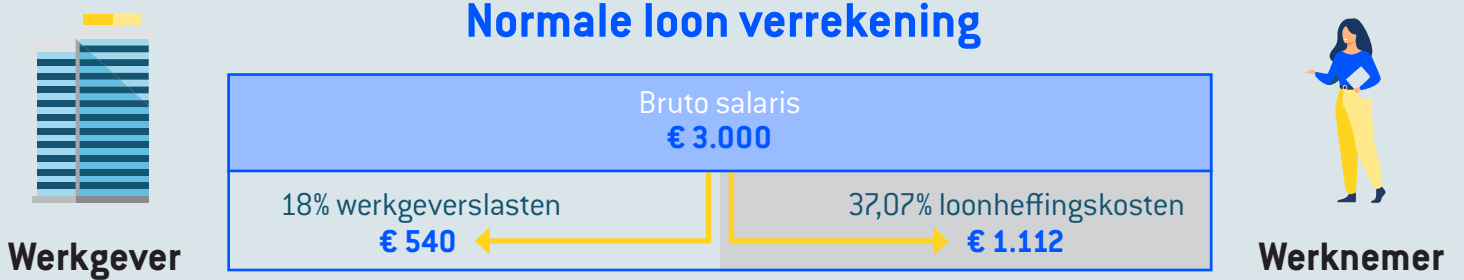 Normale loon verrekening
Bruto salaris
€ 3.000
18% werkgeverslasten
€ 540
37,07% loonheffingskosten
€ 1.112
Werkgever
Werknemer